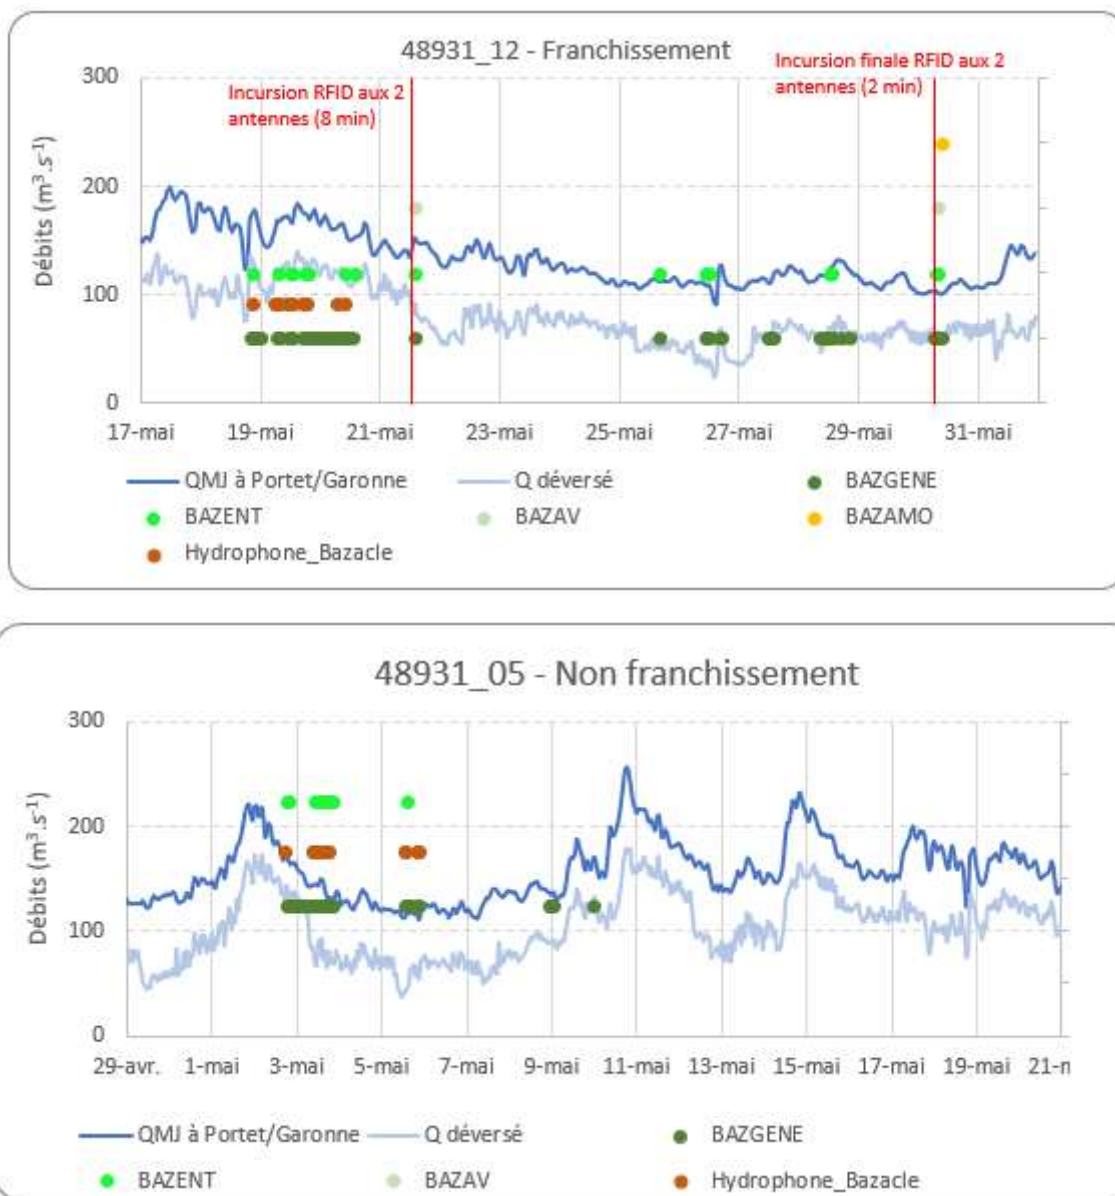 48931_12 - Franchissement
Incursion finale RFID aux 2
antennes (2 min)
Incursion RFID aux 2
antennes (8 min)
Débits (m³.s⁻¹)
300
200
100
0
17-mai 19-mai 21-mai 23-mai 25-mai 27-mai 29-mai 31-mai
QMJ à Portet/Garonne Q déversé BAZGENE
BAZENT BAZAV BAZAMO
Hydrophone_Bazacle
48931_05 - Non franchissement
Débits (m³.s⁻¹)
300
200
100
0
29-avr. 1-mai 3-mai 5-mai 7-mai 9-mai 11-mai 13-mai 15-mai 17-mai 19-mai 21-
QMJ à Portet/Garonne Q déversé BAZGENE
BAZENT BAZAV Hydrophone_Bazacle